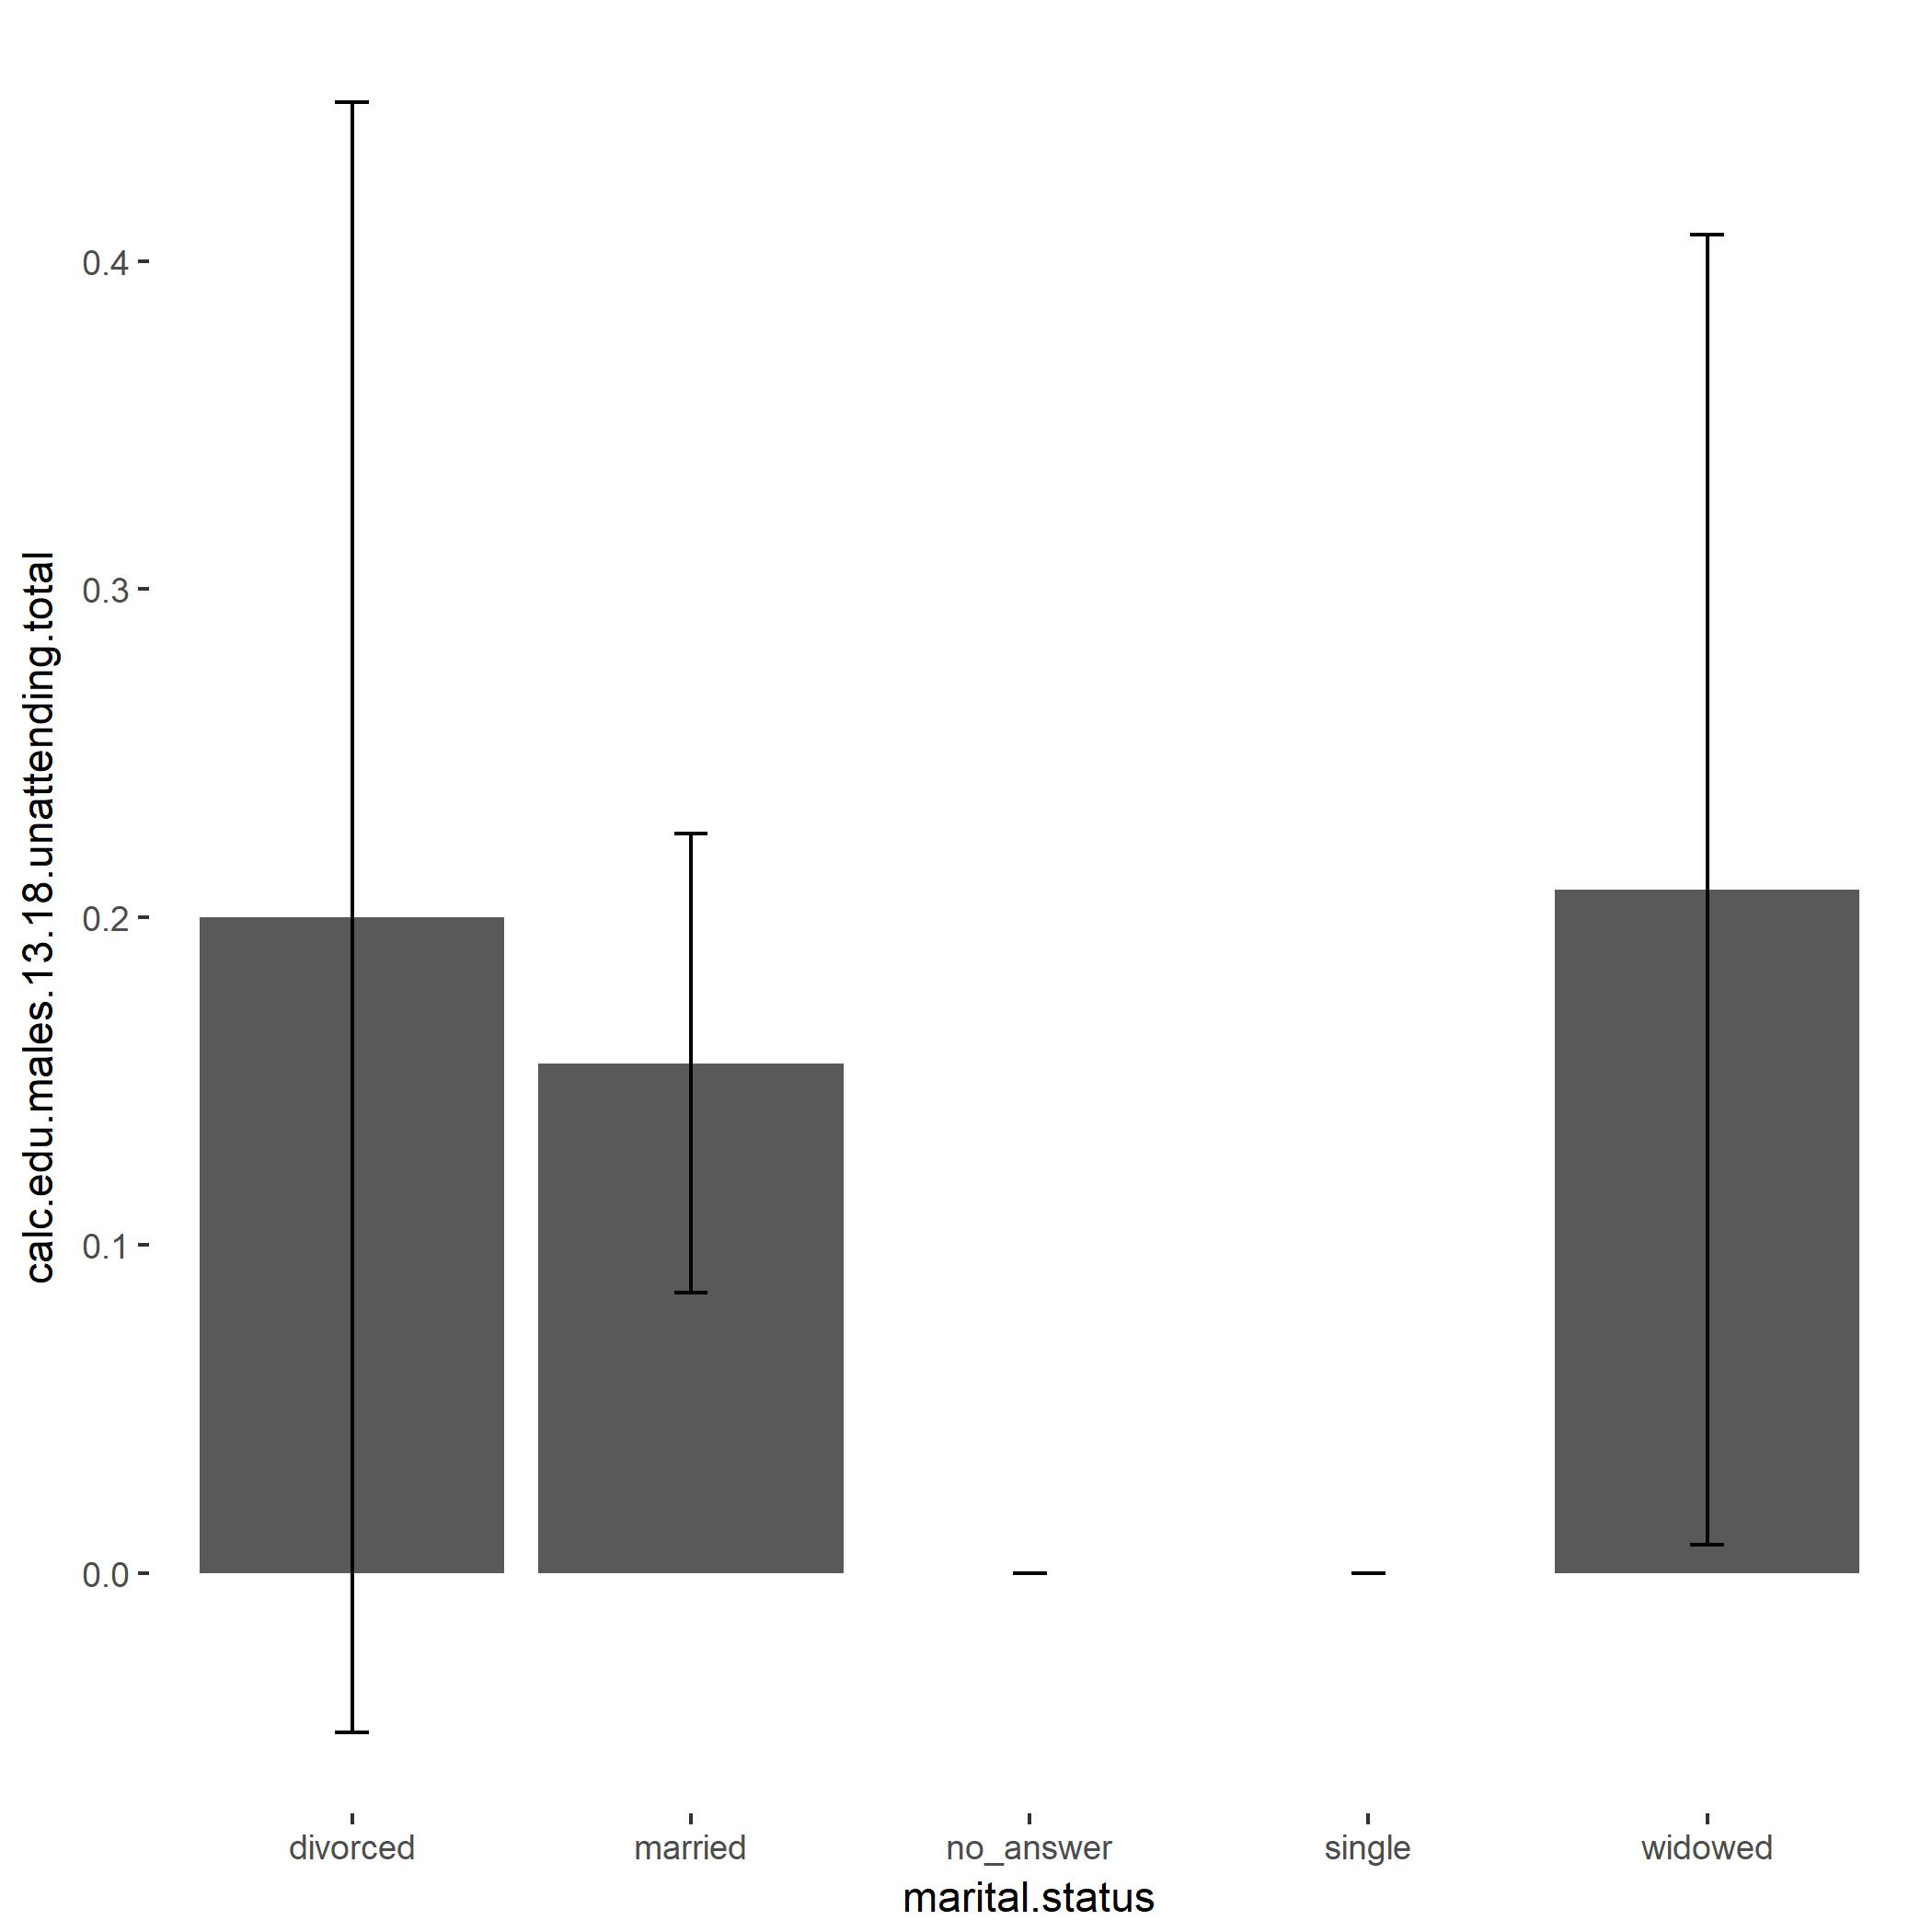 calc.edu.males.13.18.unattending.total
0.4
0.3
0.2
0.1
0.0
divorced married no_answer single widowed
marital.status